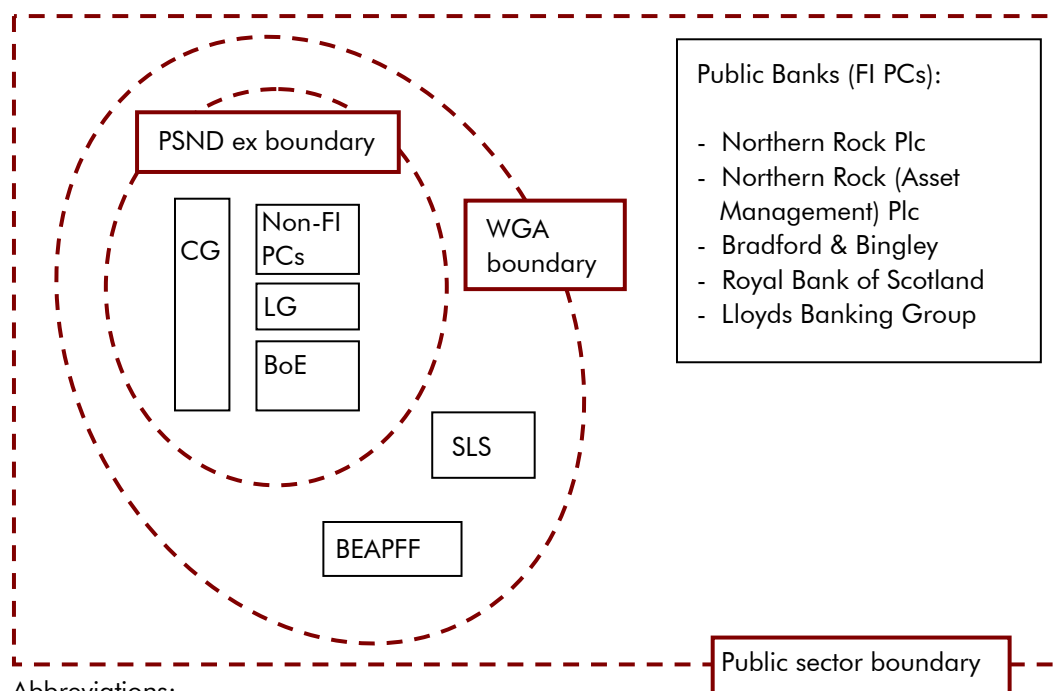 PSND ex boundary
CG
Non-FI
PCs
LG
BoE
WGA
boundary
SLS
BEAPFF
Public Banks (FI PCs):
- Northern Rock Plc
- Northern Rock (Asset
Management) Plc
- Bradford & Bingley
- Royal Bank of Scotland
- Lloyds Banking Group
Public sector boundary
Abbreviations: